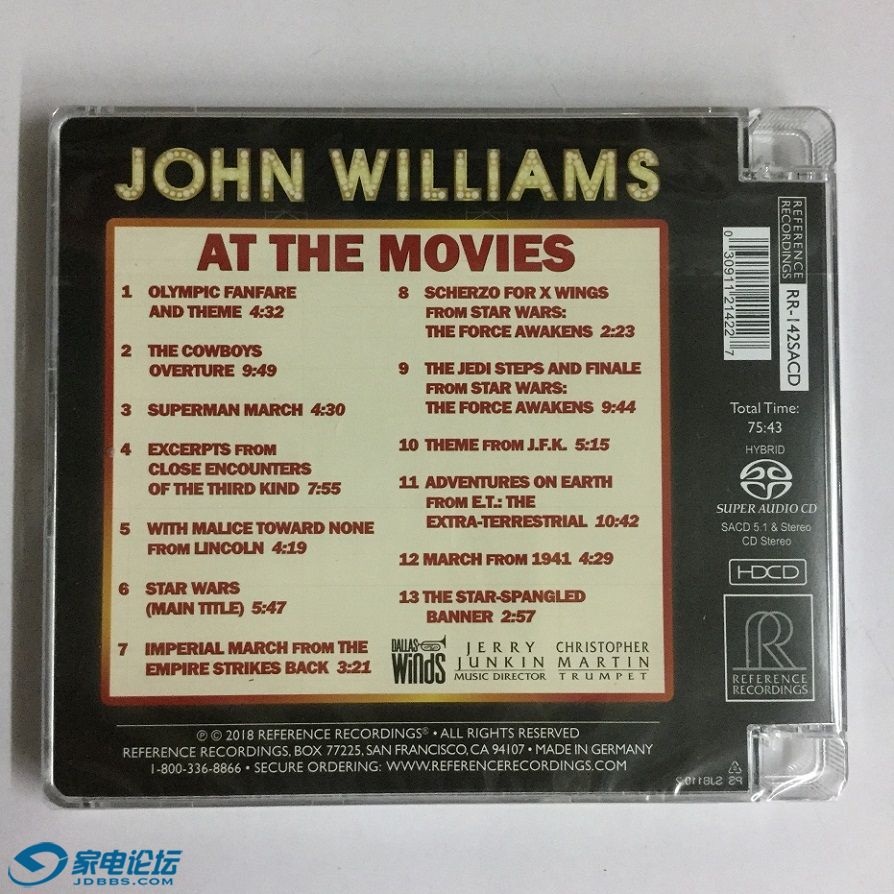 JOHN WILLIAMS
AT THE MOVIES
1 OLYMPIC FANFARE
AND THEME 4:32
2 THE COWBOYS
OVERTURE 9:49
3 SUPERMAN MARCH 4:30
4 EXCERPTS FROM
CLOSE ENCOUNTERS
OF THE THIRD KIND 7:55
5 WITH MALICE TOWARD NONE
FROM LINCOLN 4:19
6 STAR WARS
(MAIN TITLE) 5:47
7 IMPERIAL MARCH FROM THE
EMPIRE STRIKES BACK 3:21
8 SCHERZO FOR X WINGS
FROM STAR WARS:
THE FORCE AWAKENS 2:23
9 THE JEDI STEPS AND FINALE
FROM STAR WARS:
THE FORCE AWAKENS 9:44
10 THEME FROM J.F.K. 5:15
11 ADVENTURES ON EARTH
FROM E.T.: THE
EXTRA-TERRESTRIAL 10:42
12 MARCH FROM 1941 4:29
13 THE STAR-SPANGLED
BANNER 2:57
DALLAS
WINDS
JERRY
JUNKIN
MUSIC DIRECTOR
CHRISTOPHER
MARTIN
TRUMPET
℗ © 2018 REFERENCE RECORDINGS® • ALL RIGHTS RESERVED
REFERENCE RECORDINGS, BOX 77225, SAN FRANCISCO, CA 94107 • MADE IN GERMANY
1-800-336-8866 • SECURE ORDERING: WWW.REFERENCERECORDINGS.COM
REFERENCE
RECORDINGS
RR-142SACD
0 30911 21422 7
Total Time:
75:43
HYBRID
SUPER AUDIO CD
SACD 5.1 & Stereo
CD Stereo
HDCD
R
REFERENCE
RECORDINGS
家电论坛
JDBBS.COM